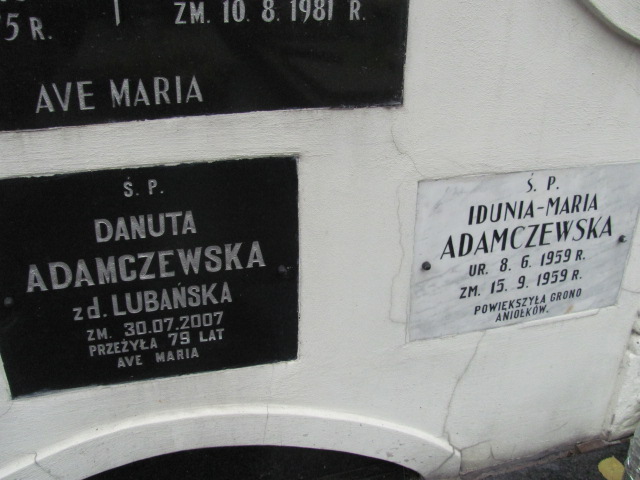 5 R.
ZM. 10. 8. 1981 R.
AVE MARIA
Ś. P.
DANUTA
ADAMCZEWSKA
zd. LUBAŃSKA
ZM. 30.07.2007
PRZEŻYŁA 79 LAT
AVE MARIA
Ś. P.
IDUNIA-MARIA
ADAMCZEWSKA
UR. 8. 6. 1959 R.
ZM. 15. 9. 1959 R.
POWIĘKSZYŁA GRONO
ANIOŁKÓW.